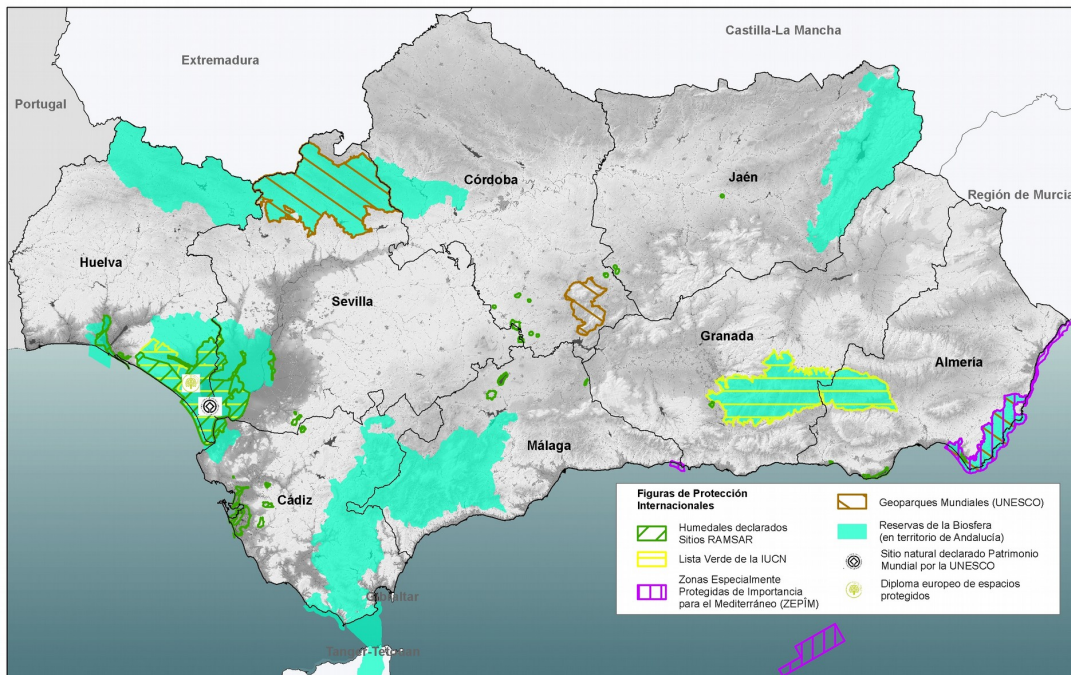 Castilla-La Mancha
Extremadura
Portugal
Córdoba
Jaén
Región de Murcia
Huelva
Sevilla
Granada
Almería
Málaga
Cádiz
Gibraltar
Tanger-Tetouan
Figuras de Protección
Internacionales
Humedales declarados
Sitios RAMSAR
Lista Verde de la IUCN
Zonas Especialmente
Protegidas de Importancia
para el Mediterráneo (ZEPÎM)
Geoparques Mundiales (UNESCO)
Reservas de la Biosfera
(en territorio de Andalucía)
Sitio natural declarado Patrimonio
Mundial por la UNESCO
Diploma europeo de espacios
protegidos